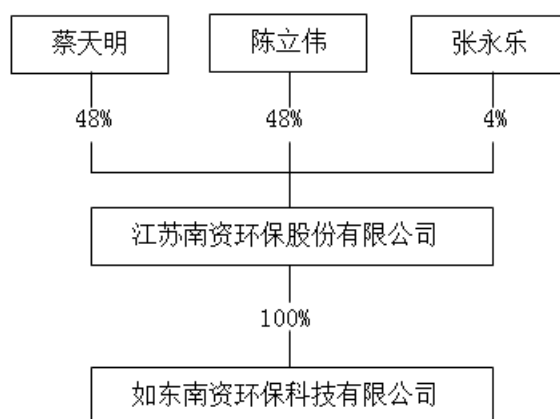 蔡天明 陈立伟 张永乐
48% 48% 4%
江苏南资环保股份有限公司
100%
如东南资环保科技有限公司